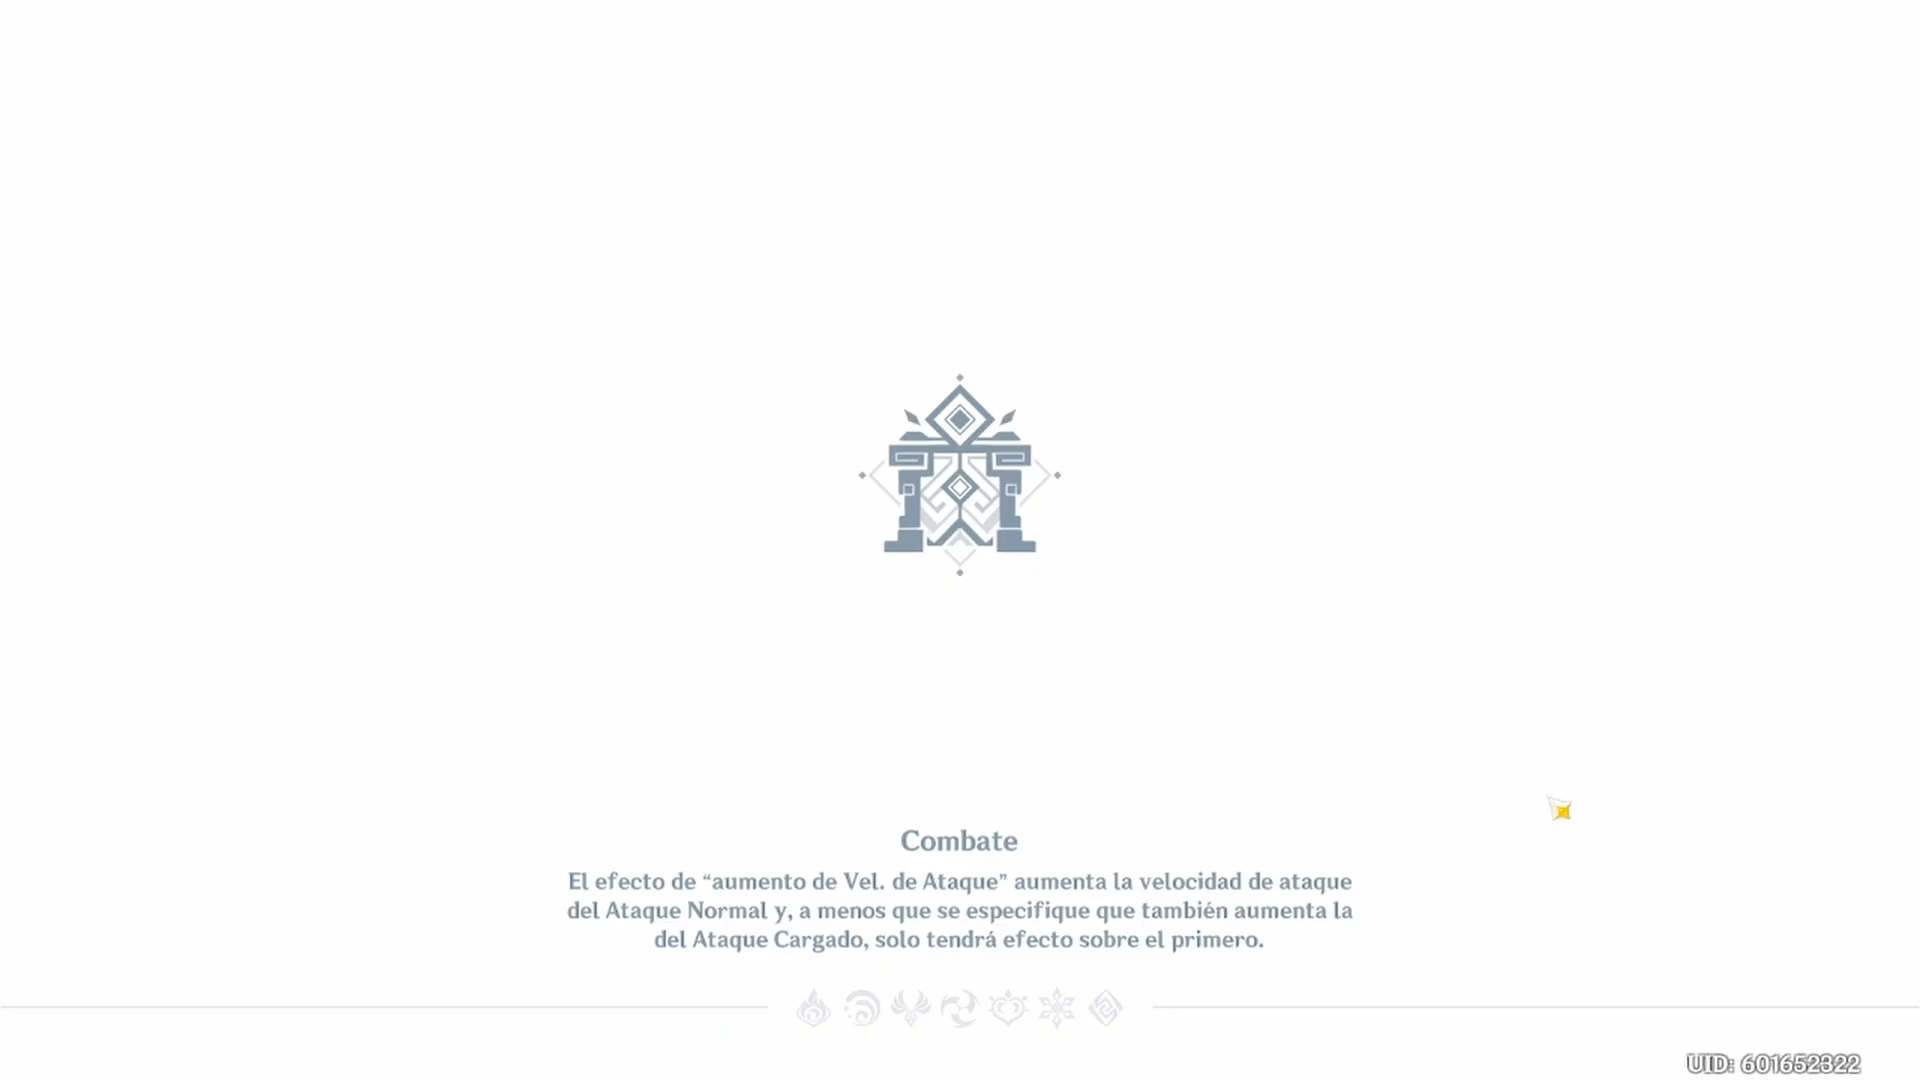 Combate
El efecto de “aumento de Vel. de Ataque” aumenta la velocidad de ataque
del Ataque Normal y, a menos que se especifique que también aumenta la
del Ataque Cargado, solo tendrá efecto sobre el primero.
UID: 601652322